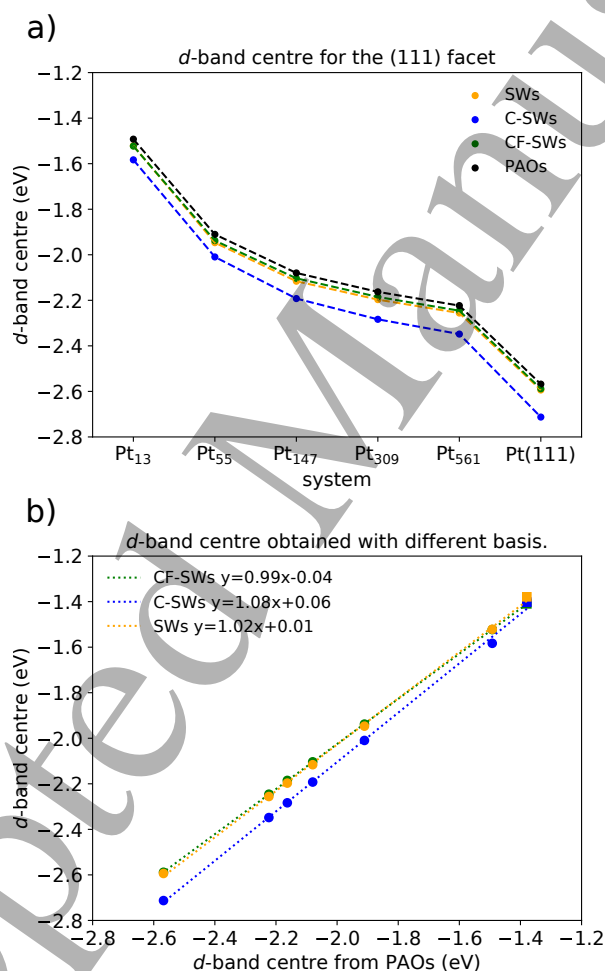 a)
d-band centre for the (111) facet
−1.2
−1.4
−1.6
−1.8
−2.0
−2.2
−2.4
−2.6
−2.8
d-band centre (eV)
SWs
C-SWs
CF-SWs
PAOs
Pt₁₃ Pt₅₅ Pt₁₄₇ Pt₃₀₉ Pt₅₆₁ Pt(111)
system
b)
d-band centre obtained with different basis.
−1.2
−1.4
−1.6
−1.8
−2.0
−2.2
−2.4
−2.6
−2.8
d-band centre (eV)
CF-SWs y=0.99x-0.04
C-SWs y=1.08x+0.06
SWs y=1.02x+0.01
−2.8 −2.6 −2.4 −2.2 −2.0 −1.8 −1.6 −1.4 −1.2
d-band centre from PAOs (eV)
pted Manu